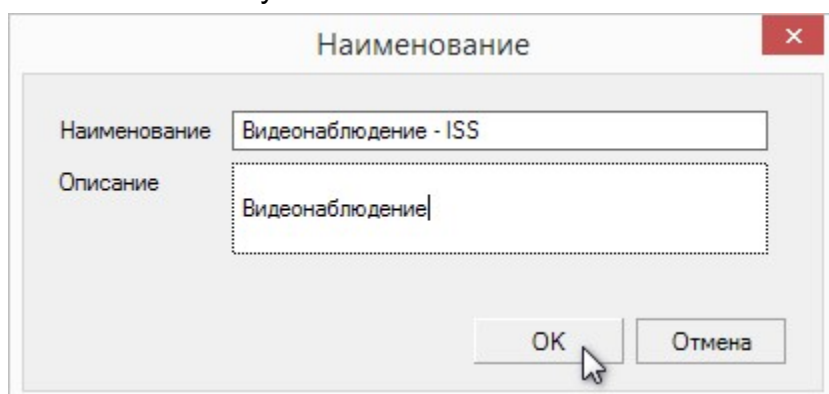 Наименование
Наименование Видеонаблюдение - ISS
Описание
Видеонаблюдение
OK Отмена